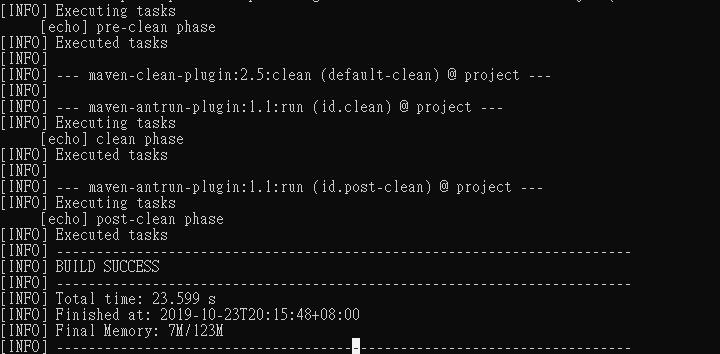 [INFO] Executing tasks
[echo] pre-clean phase
[INFO] Executed tasks
[INFO]
[INFO] --- maven-clean-plugin:2.5:clean (default-clean) @ project ---
[INFO]
[INFO] --- maven-antrun-plugin:1.1:run (id.clean) @ project ---
[INFO] Executing tasks
[echo] clean phase
[INFO] Executed tasks
[INFO]
[INFO] --- maven-antrun-plugin:1.1:run (id.post-clean) @ project ---
[INFO] Executing tasks
[echo] post-clean phase
[INFO] Executed tasks
[INFO] ------------------------------------------------------------------------
[INFO] BUILD SUCCESS
[INFO] ------------------------------------------------------------------------
[INFO] Total time: 23.599 s
[INFO] Finished at: 2019-10-23T20:15:48+08:00
[INFO] Final Memory: 7M/123M
[INFO] ------------------------------------------------------------------------